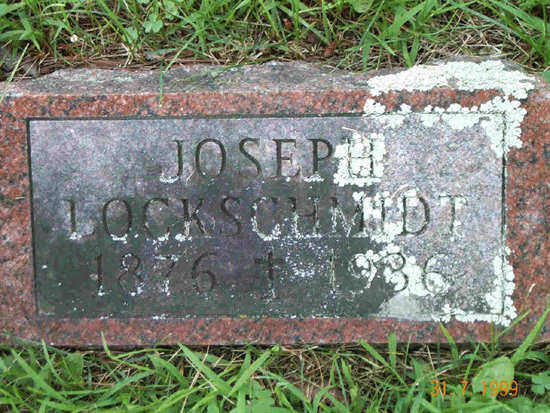 JOSEPH
LOCKSCHMIDT
1876 † 1936
31.7.1999